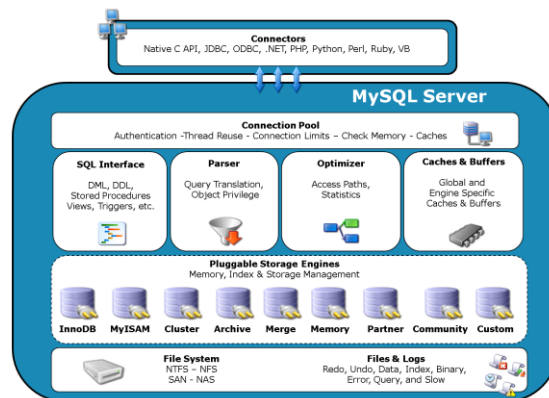 Connectors
Native C API, JDBC, ODBC, .NET, PHP, Python, Perl, Ruby, VB
MySQL Server
Connection Pool
Authentication -Thread Reuse - Connection Limits – Check Memory - Caches
SQL Interface
DML, DDL,
Stored Procedures
Views, Triggers, etc.
Parser
Query Translation,
Object Privilege
Optimizer
Access Paths,
Statistics
Caches & Buffers
Global and
Engine Specific
Caches & Buffers
Pluggable Storage Engines
Memory, Index & Storage Management
InnoDB
MyISAM
Cluster
Archive
Merge
Memory
Partner
Community
Custom
File System
NTFS – NFS
SAN - NAS
Files & Logs
Redo, Undo, Data, Index, Binary,
Error, Query, and Slow